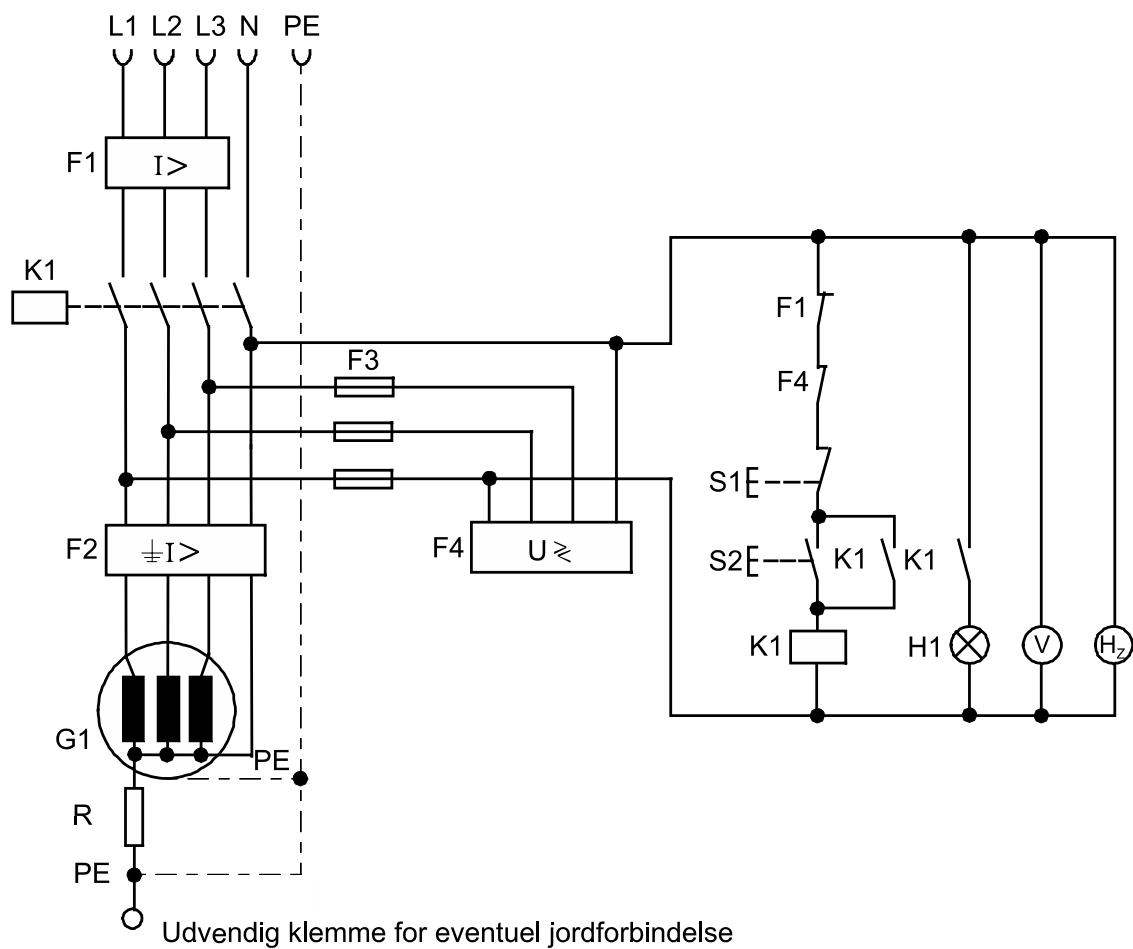 L1 L2 L3 N PE
F1 I>
K1
F1
F3
F4
S1
F2 I> F4 U ≷
S2 K1 K1
K1 H1 V Hz
G1 PE
R
PE
Udvendig klemme for eventuel jordforbindelse